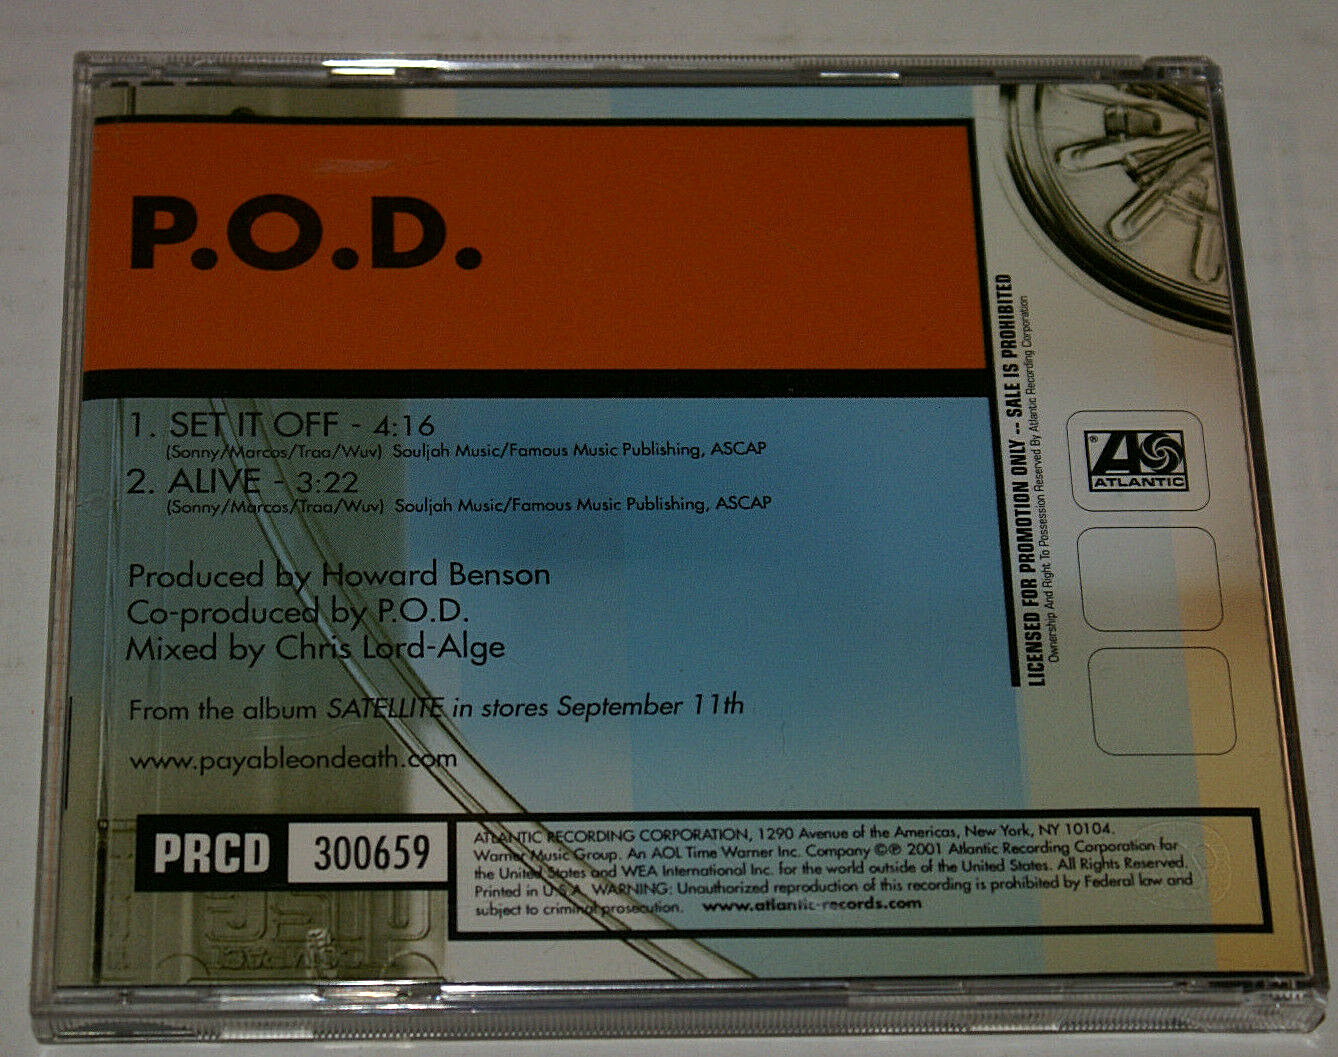 P.O.D.
1. SET IT OFF - 4:16
(Sonny/Marcos/Traa/Wuv) Souljah Music/Famous Music Publishing, ASCAP
2. ALIVE - 3:22
(Sonny/Marcos/Traa/Wuv) Souljah Music/Famous Music Publishing, ASCAP
Produced by Howard Benson
Co-produced by P.O.D.
Mixed by Chris Lord-Alge
From the album SATELLITE in stores September 11th
www.payableondeath.com
PRCD 300659
ATLANTIC RECORDING CORPORATION, 1290 Avenue of the Americas, New York, NY 10104.
Warner Music Group. An AOL Time Warner Inc. Company ©℗ 2001 Atlantic Recording Corporation for
the United States and WEA International Inc. for the world outside of the United States. All Rights Reserved.
Printed in U.S.A. WARNING: Unauthorized reproduction of this recording is prohibited by Federal law and
subject to criminal prosecution. www.atlantic-records.com
LICENSED FOR PROMOTION ONLY -- SALE IS PROHIBITED
Ownership And Right To Possession Reserved By Atlantic Recording Corporation
®
ATLANTIC